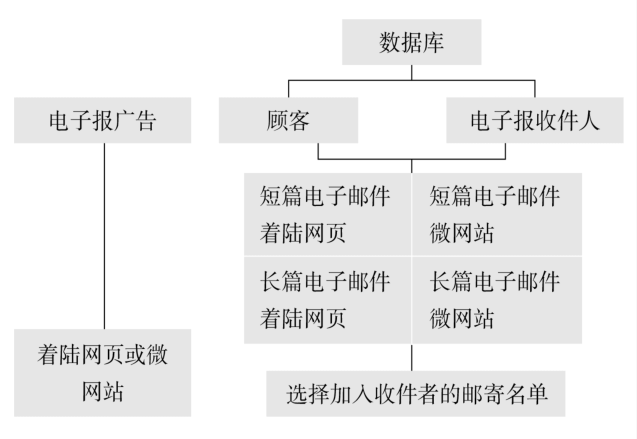 数据库
电子报广告
顾客
电子报收件人
短篇电子邮件
着陆网页
短篇电子邮件
微网站
长篇电子邮件
着陆网页
长篇电子邮件
微网站
着陆网页或微
网站
选择加入收件者的邮寄名单